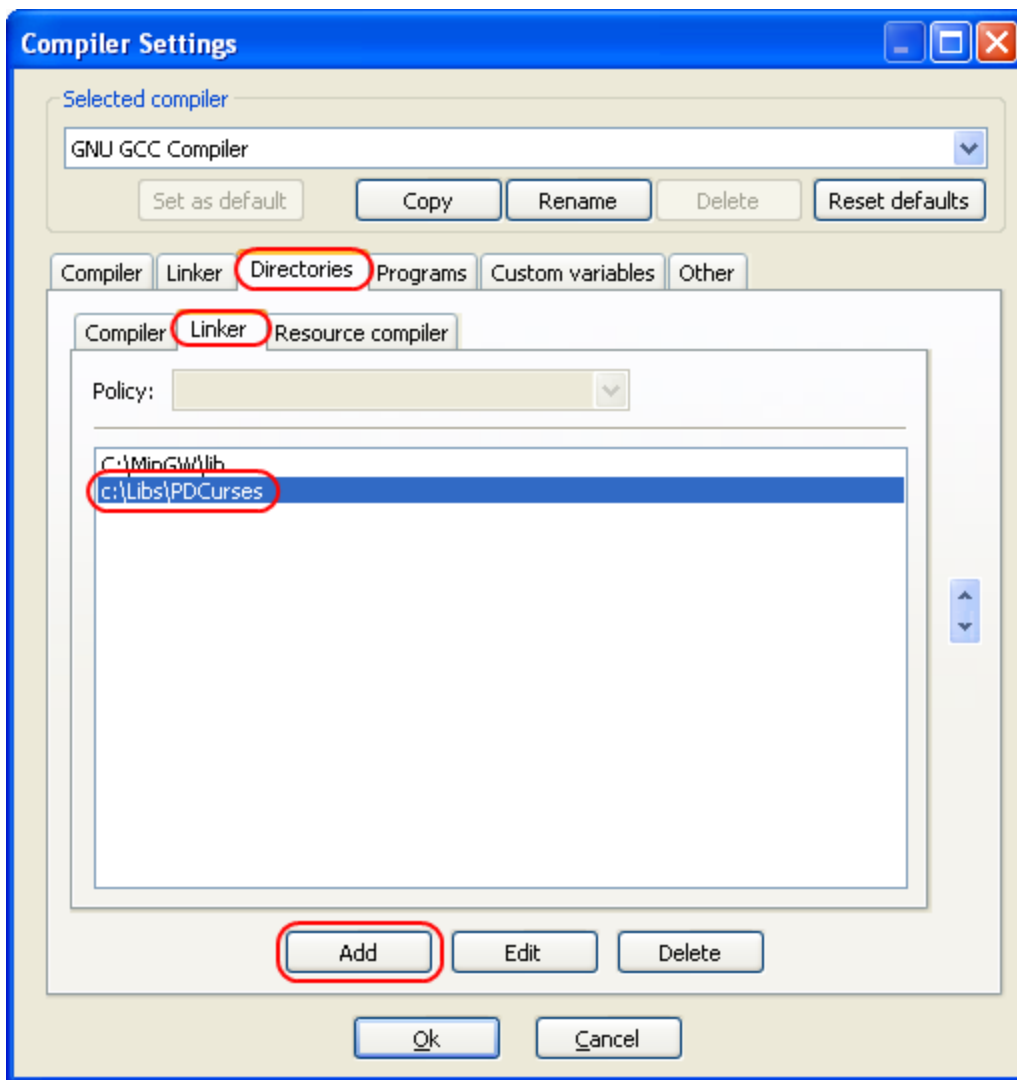 Compiler Settings
Selected compiler
GNU GCC Compiler
Set as default Copy Rename Delete Reset defaults
Compiler Linker Directories Programs Custom variables Other
Compiler Linker Resource compiler
Policy:
C:\MinGW\lib
c:\Libs\PDCurses
Add Edit Delete
Ok Cancel